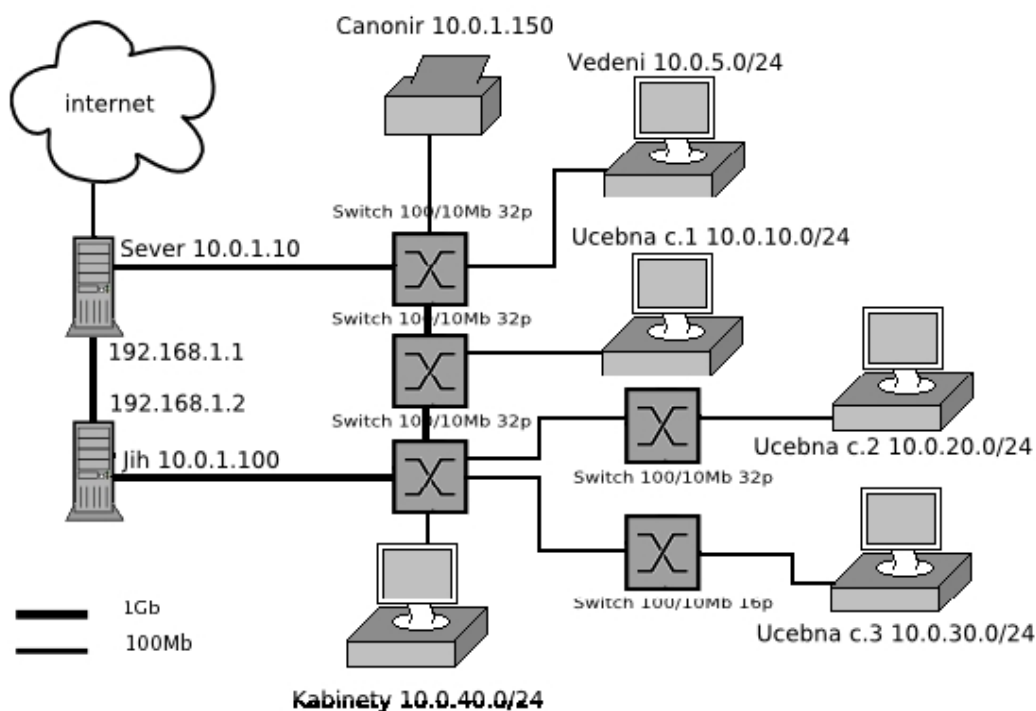 Canonir 10.0.1.150
Vedeni 10.0.5.0/24
internet
Switch 100/10Mb 32p
Sever 10.0.1.10
Ucebna c.1 10.0.10.0/24
Switch 100/10Mb 32p
192.168.1.1
192.168.1.2
Switch 100/10Mb 32p
Jih 10.0.1.100
Ucebna c.2 10.0.20.0/24
Switch 100/10Mb 32p
Switch 100/10Mb 16p
1Gb
100Mb
Ucebna c.3 10.0.30.0/24
Kabinety 10.0.40.0/24